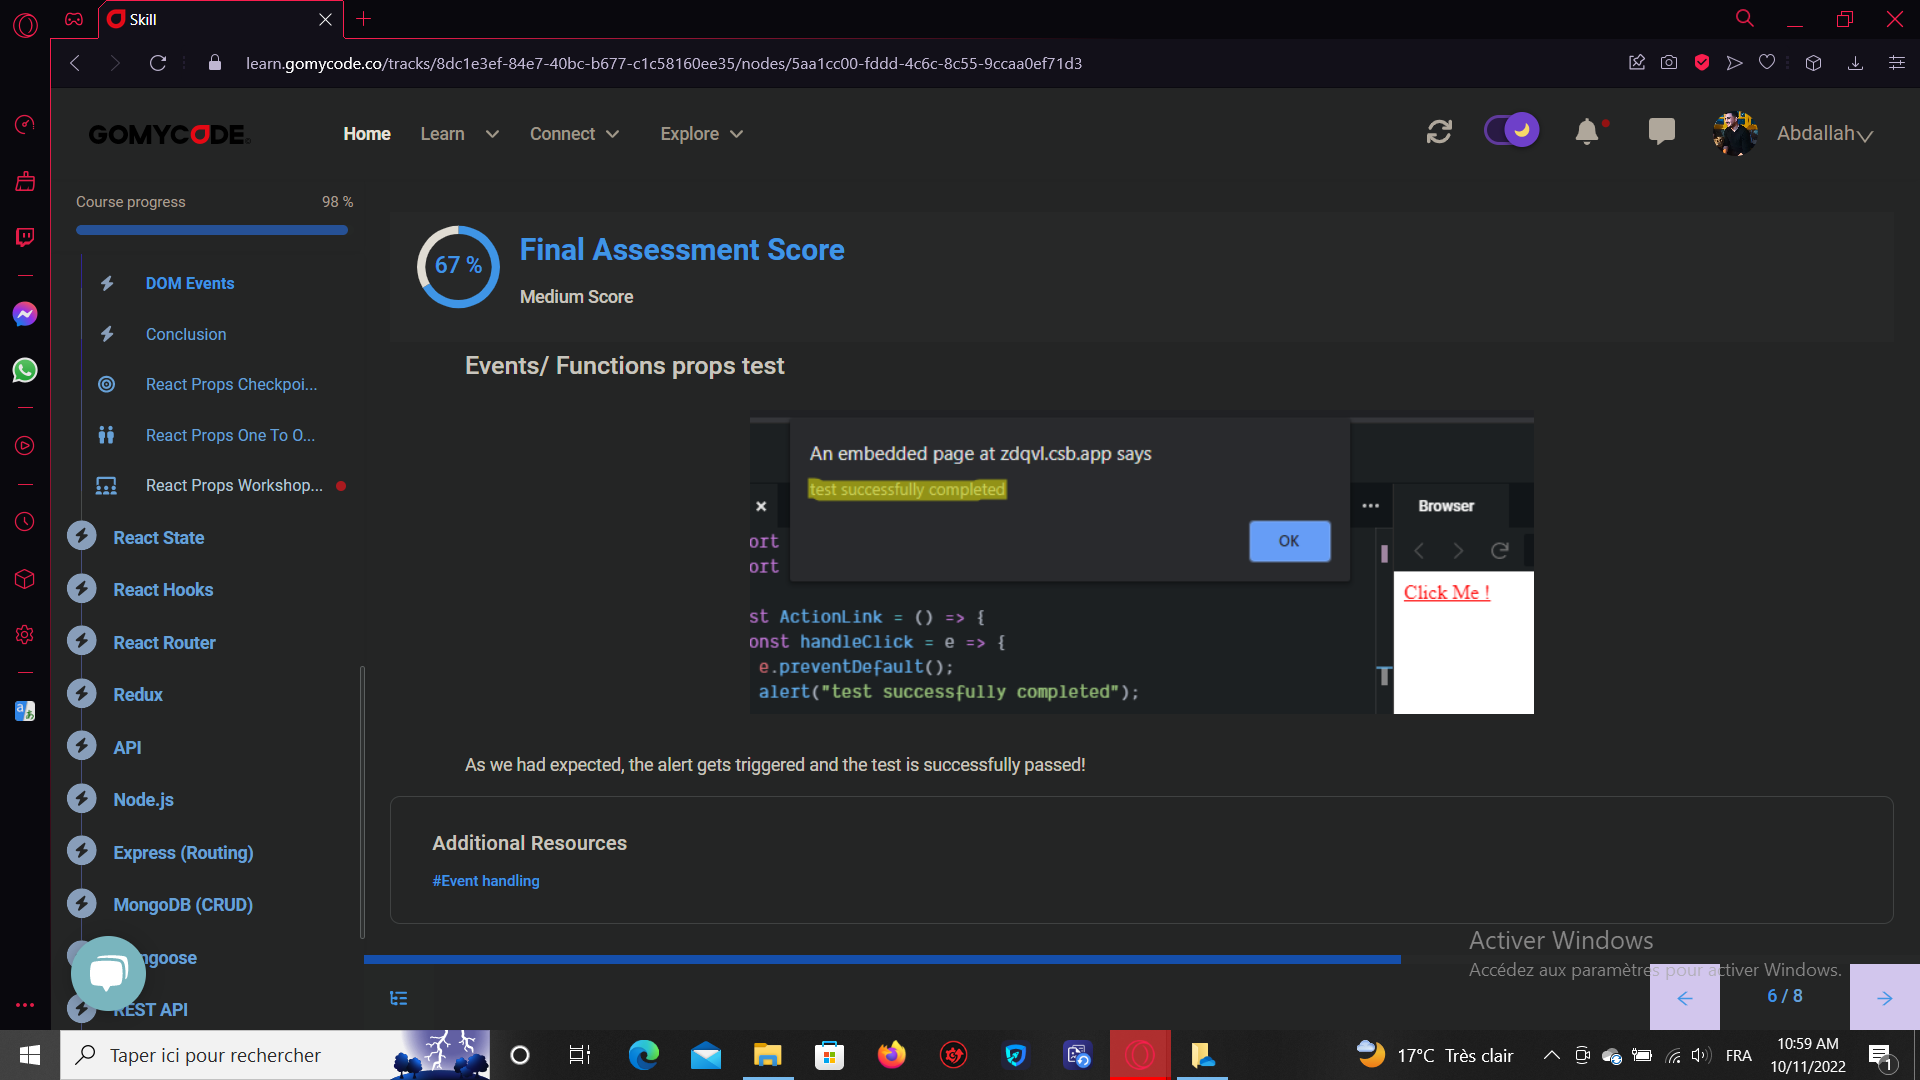 Skill
learn.gomycode.co/tracks/8dc1e3ef-84e7-40bc-b677-c1c58160ee35/nodes/5aa1cc00-fddd-4c6c-8c55-9ccaa0ef71d3
GOMYCODE
Home Learn Connect Explore
Abdallah
Course progress 98 %
DOM Events
Conclusion
React Props Checkpoi...
React Props One To O...
React Props Workshop...
React State
React Hooks
React Router
Redux
API
Node.js
Express (Routing)
MongoDB (CRUD)
ngoose
REST API
67 %
Final Assessment Score
Medium Score
Events/ Functions props test
An embedded page at zdqvl.csb.app says
test successfully completed
OK
Browser
Click Me !
ort
ort
st ActionLink = () => {
onst handleClick = e => {
e.preventDefault();
alert("test successfully completed");
T
As we had expected, the alert gets triggered and the test is successfully passed!
Additional Resources
#Event handling
Activer Windows
Accédez aux paramètres pour activer Windows.
6 / 8
Taper ici pour rechercher
17°C Très clair
FRA
10:59 AM
10/11/2022
1